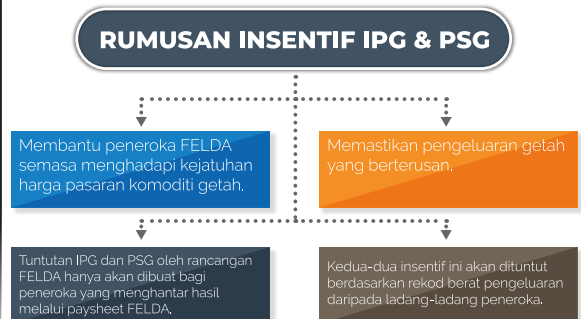 RUMUSAN INSENTIF IPG & PSG
Membantu peneroka FELDA
semasa menghadapi kejatuhan
harga pasaran komoditi getah.
Memastikan pengeluaran getah
yang berterusan.
Tuntutan IPG dan PSG oleh rancangan
FELDA hanya akan dibuat bagi
peneroka yang menghantar hasil
melalui paysheet FELDA.
Kedua-dua insentif ini akan dituntut
berdasarkan rekod berat pengeluaran
daripada ladang-ladang peneroka.